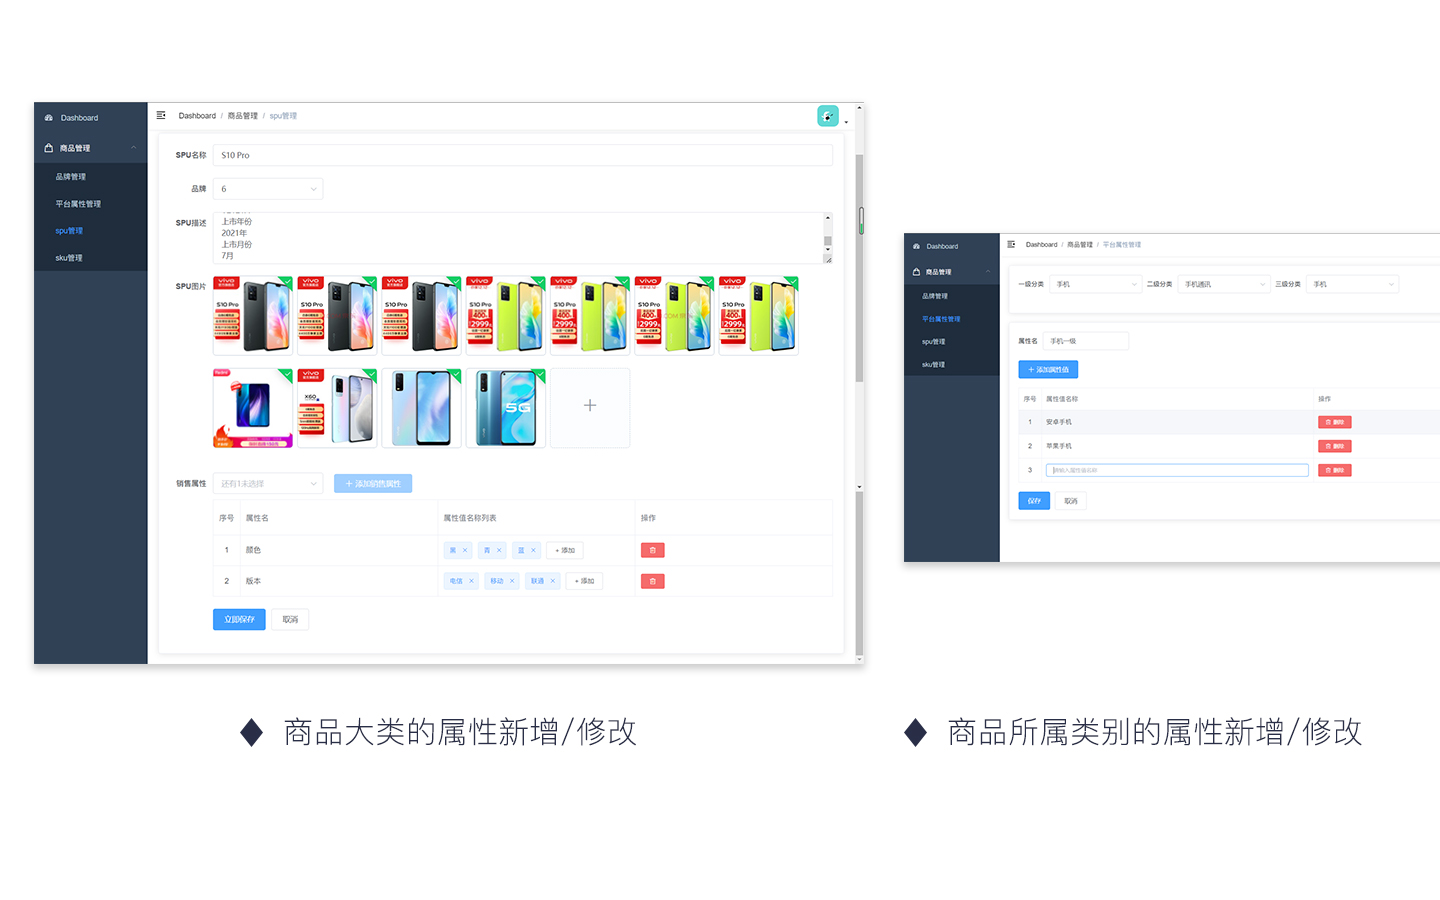 Dashboard
商品管理
品牌管理
平台属性管理
spu管理
sku管理
Dashboard / 商品管理 / spu管理
SPU名称 S10 Pro
品牌 6
SPU描述
上市年份
2021年
上市月份
7月
SPU图片
vivo S10 Pro
vivo S10 Pro
vivo S10 Pro
vivo S10 Pro 2999
vivo S10 Pro 2999
vivo S10 Pro 2999
vivo S10 Pro 2999
vivo X60
5G
销售属性 还有1未选择 + 添加销售属性
序号 属性名 属性值名称列表 操作
1 颜色 黑 × 青 × 蓝 × + 添加
2 版本 电信 × 移动 × 联通 × + 添加
立即保存 取消
商品大类的属性新增/修改
Dashboard
商品管理
品牌管理
平台属性管理
spu管理
sku管理
Dashboard / 商品管理 / 平台属性管理
一级分类 手机 二级分类 手机通讯 三级分类 手机
属性名 手机一级
+ 添加属性值
序号 属性值名称 操作
1 安卓手机 删除
2 苹果手机 删除
3 请输入属性值名称 删除
保存 取消
商品所属类别的属性新增/修改